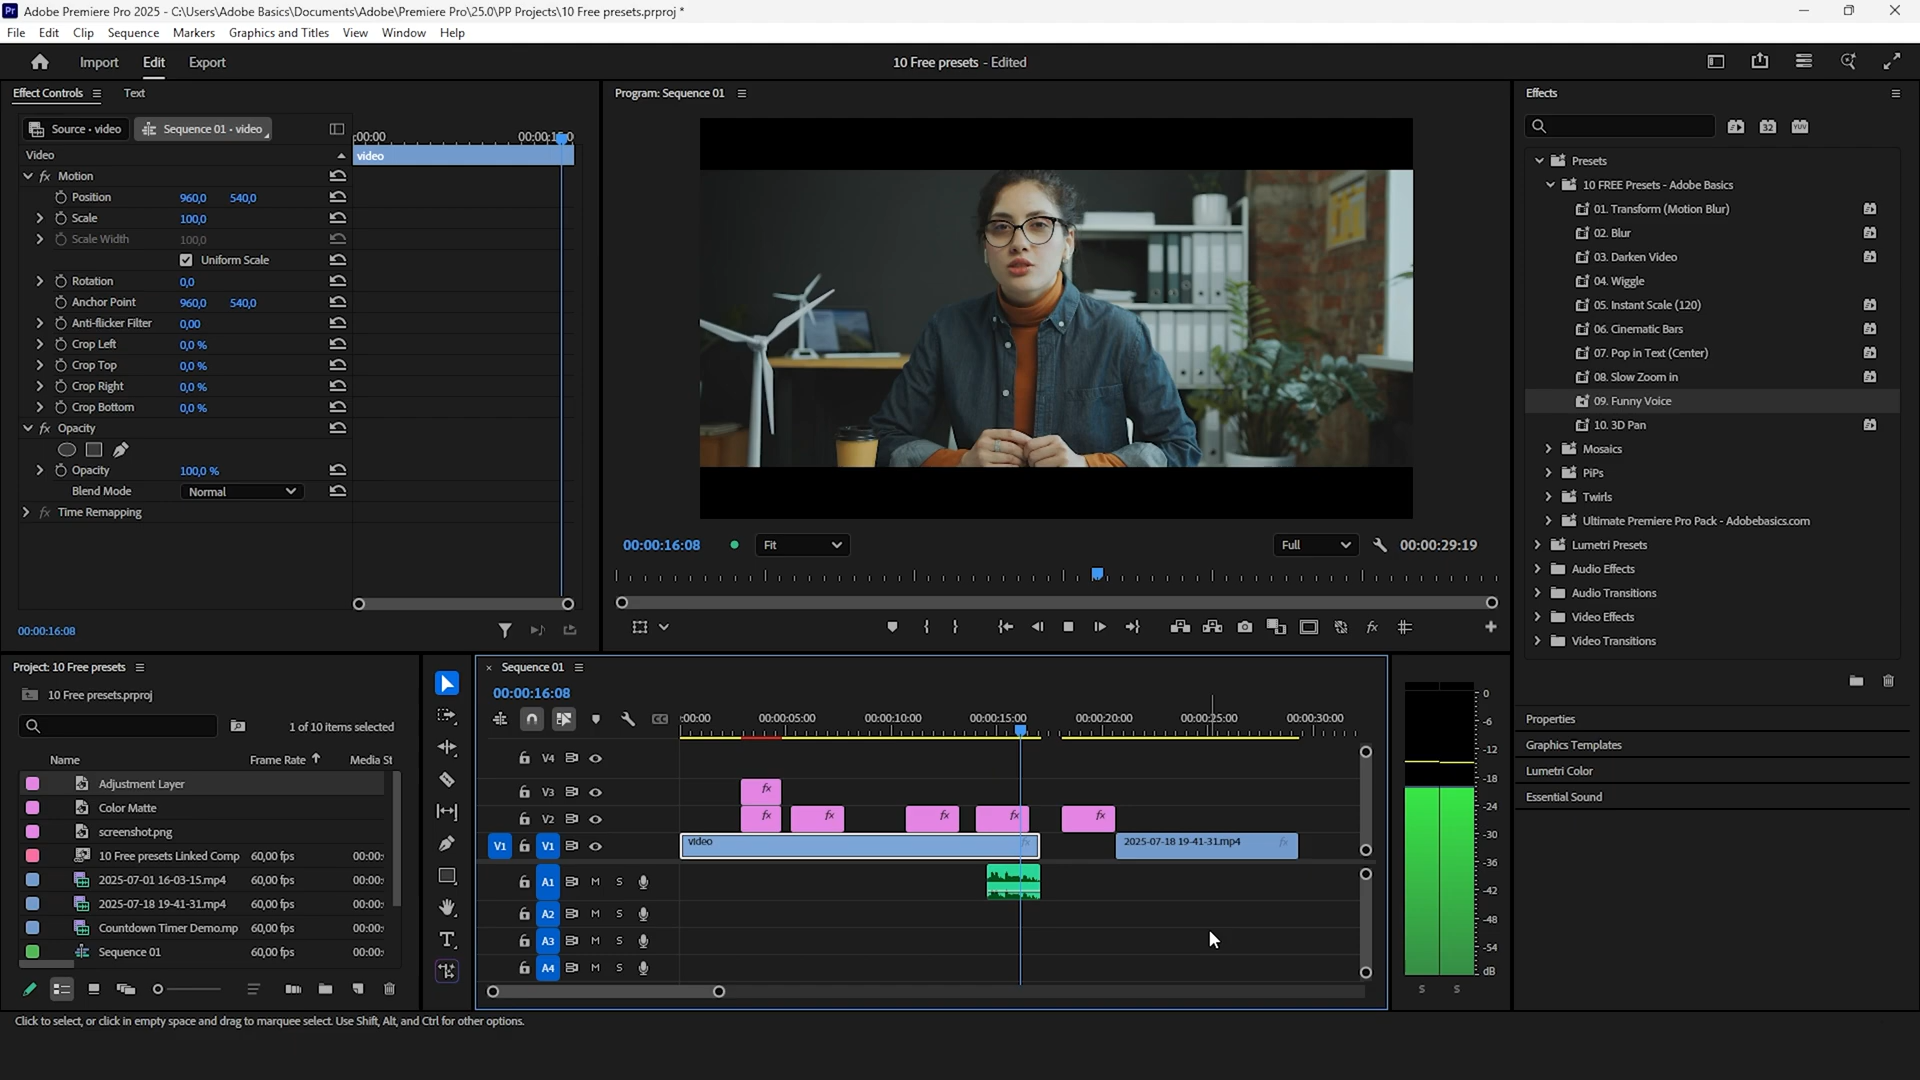 Adobe Premiere Pro 2025 - C:\Users\Adobe Basics\Documents\Adobe\Premiere Pro\25.0\PP Projects\10 Free presets.prproj *
File Edit Clip Sequence Markers Graphics and Titles View Window Help
Import Edit Export
10 Free presets - Edited
Effect Controls Text
Source • video Sequence 01 • video
:00:00 00:00:15:0
Video
video
fx Motion
Position 960,0 540,0
Scale 100,0
Scale Width 100,0
Uniform Scale
Rotation 0,0
Anchor Point 960,0 540,0
Anti-flicker Filter 0,00
Crop Left 0,0 %
Crop Top 0,0 %
Crop Right 0,0 %
Crop Bottom 0,0 %
fx Opacity
Opacity 100,0 %
Blend Mode Normal
fx Time Remapping
00:00:16:08
Program: Sequence 01
00:00:16:08 Fit Full 00:00:29:19
fx
Effects
32 YUV
Presets
10 FREE Presets - Adobe Basics
01. Transform (Motion Blur)
02. Blur
03. Darken Video
04. Wiggle
05. Instant Scale (120)
06. Cinematic Bars
07. Pop in Text (Center)
08. Slow Zoom in
09. Funny Voice
10. 3D Pan
Mosaics
PiPs
Twirls
Ultimate Premiere Pro Pack - Adobebasics.com
Lumetri Presets
Audio Effects
Audio Transitions
Video Effects
Video Transitions
Properties
Graphics Templates
Lumetri Color
Essential Sound
Project: 10 Free presets
10 Free presets.prproj
1 of 10 items selected
Name Frame Rate Media St
Adjustment Layer
Color Matte
screenshot.png
10 Free presets Linked Comp 60,00 fps 00:00:
2025-07-01 16-03-15.mp4 60,00 fps 00:00:
2025-07-18 19-41-31.mp4 60,00 fps 00:00:
Countdown Timer Demo.mp 60,00 fps 00:00:
Sequence 01 60,00 fps 00:00:
× Sequence 01
00:00:16:08
CC
:00:00 00:00:05:00 00:00:10:00 00:00:15:00 00:00:20:00 00:00:25:00 00:00:30:00
V4
V3 fx
V2 fx fx fx fx fx
V1 V1 video fx 2025-07-18 19-41-31.mp4 fx
A1 M S
A2 M S
A3 M S
A4 M S
0
-6
-12
-18
-24
-30
-36
-42
-48
-54
dB
S S
Click to select, or click in empty space and drag to marquee select. Use Shift, Alt, and Ctrl for other options.